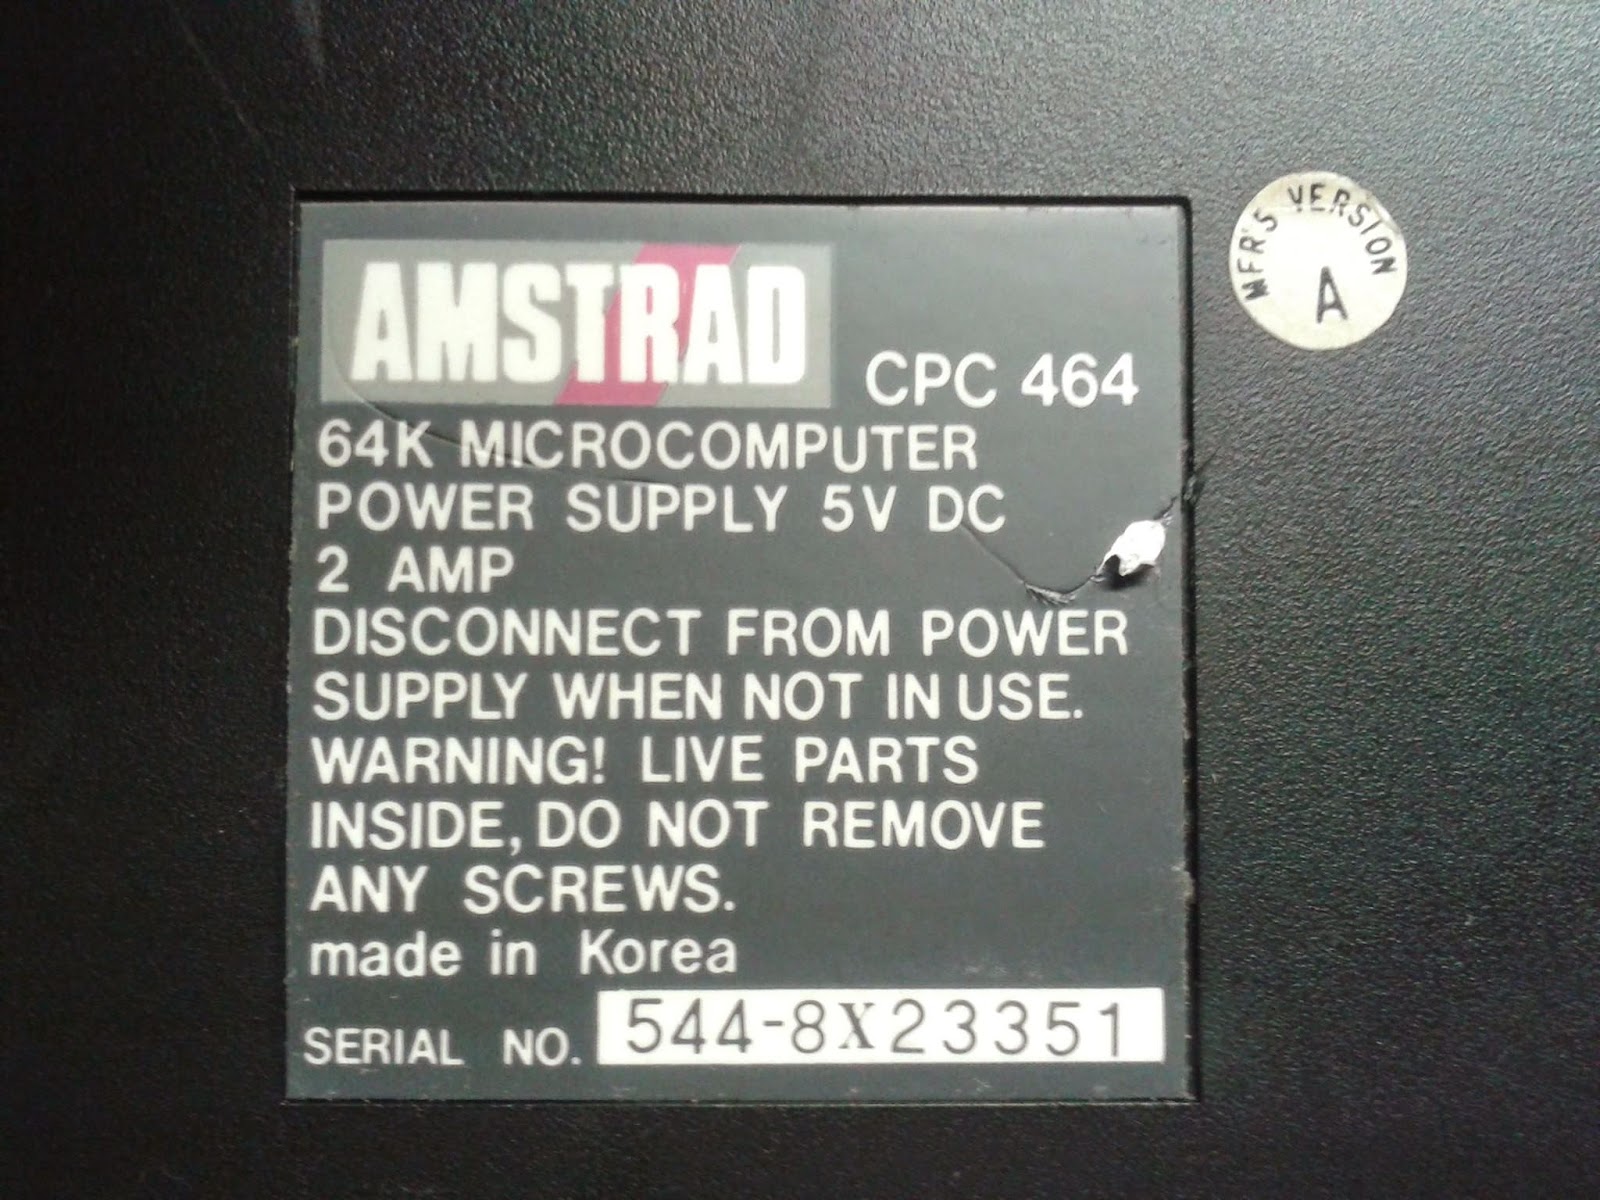 AMSTRAD CPC 464
64K MICROCOMPUTER
POWER SUPPLY 5V DC
2 AMP
DISCONNECT FROM POWER
SUPPLY WHEN NOT IN USE.
WARNING! LIVE PARTS
INSIDE, DO NOT REMOVE
ANY SCREWS.
made in Korea
SERIAL NO. 544-8X23351
MFR'S VERSION
A